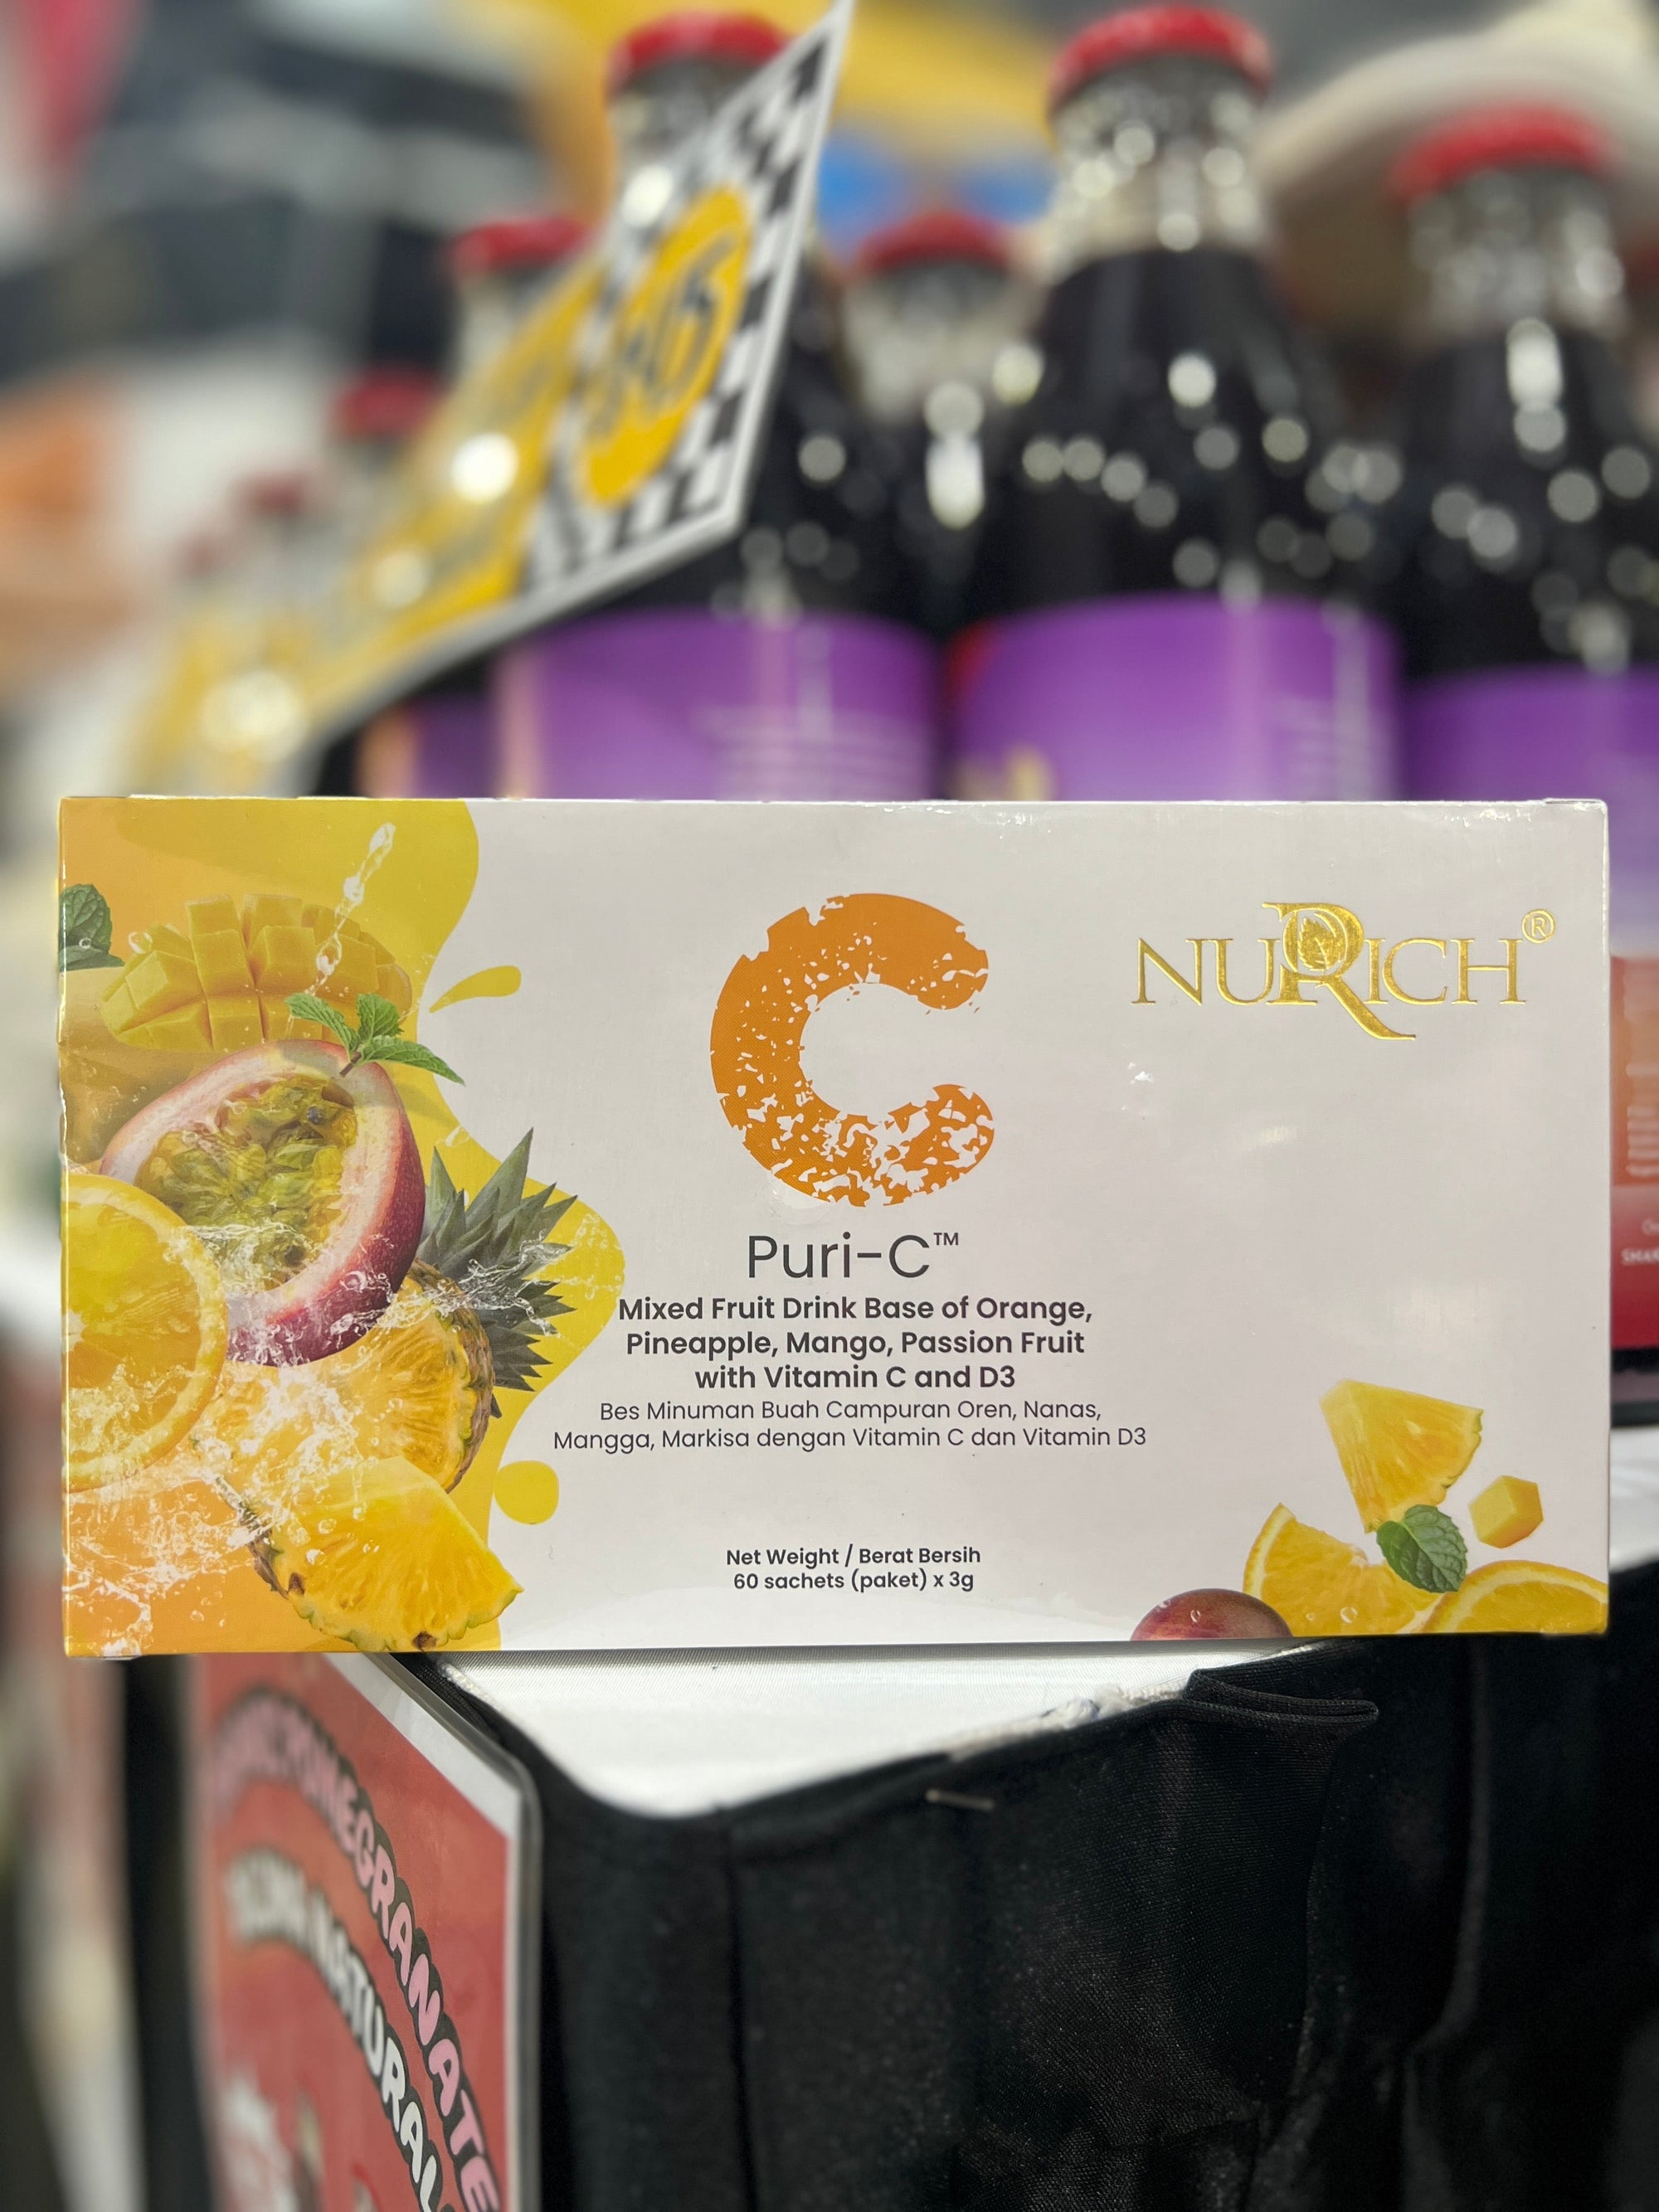 NURICH®
Puri-C™
Mixed Fruit Drink Base of Orange,
Pineapple, Mango, Passion Fruit
with Vitamin C and D3
Bes Minuman Buah Campuran Oren, Nanas,
Mangga, Markisa dengan Vitamin C dan Vitamin D3
Net Weight / Berat Bersih
60 sachets (paket) x 3g
POMEGRANATE
NATURAL